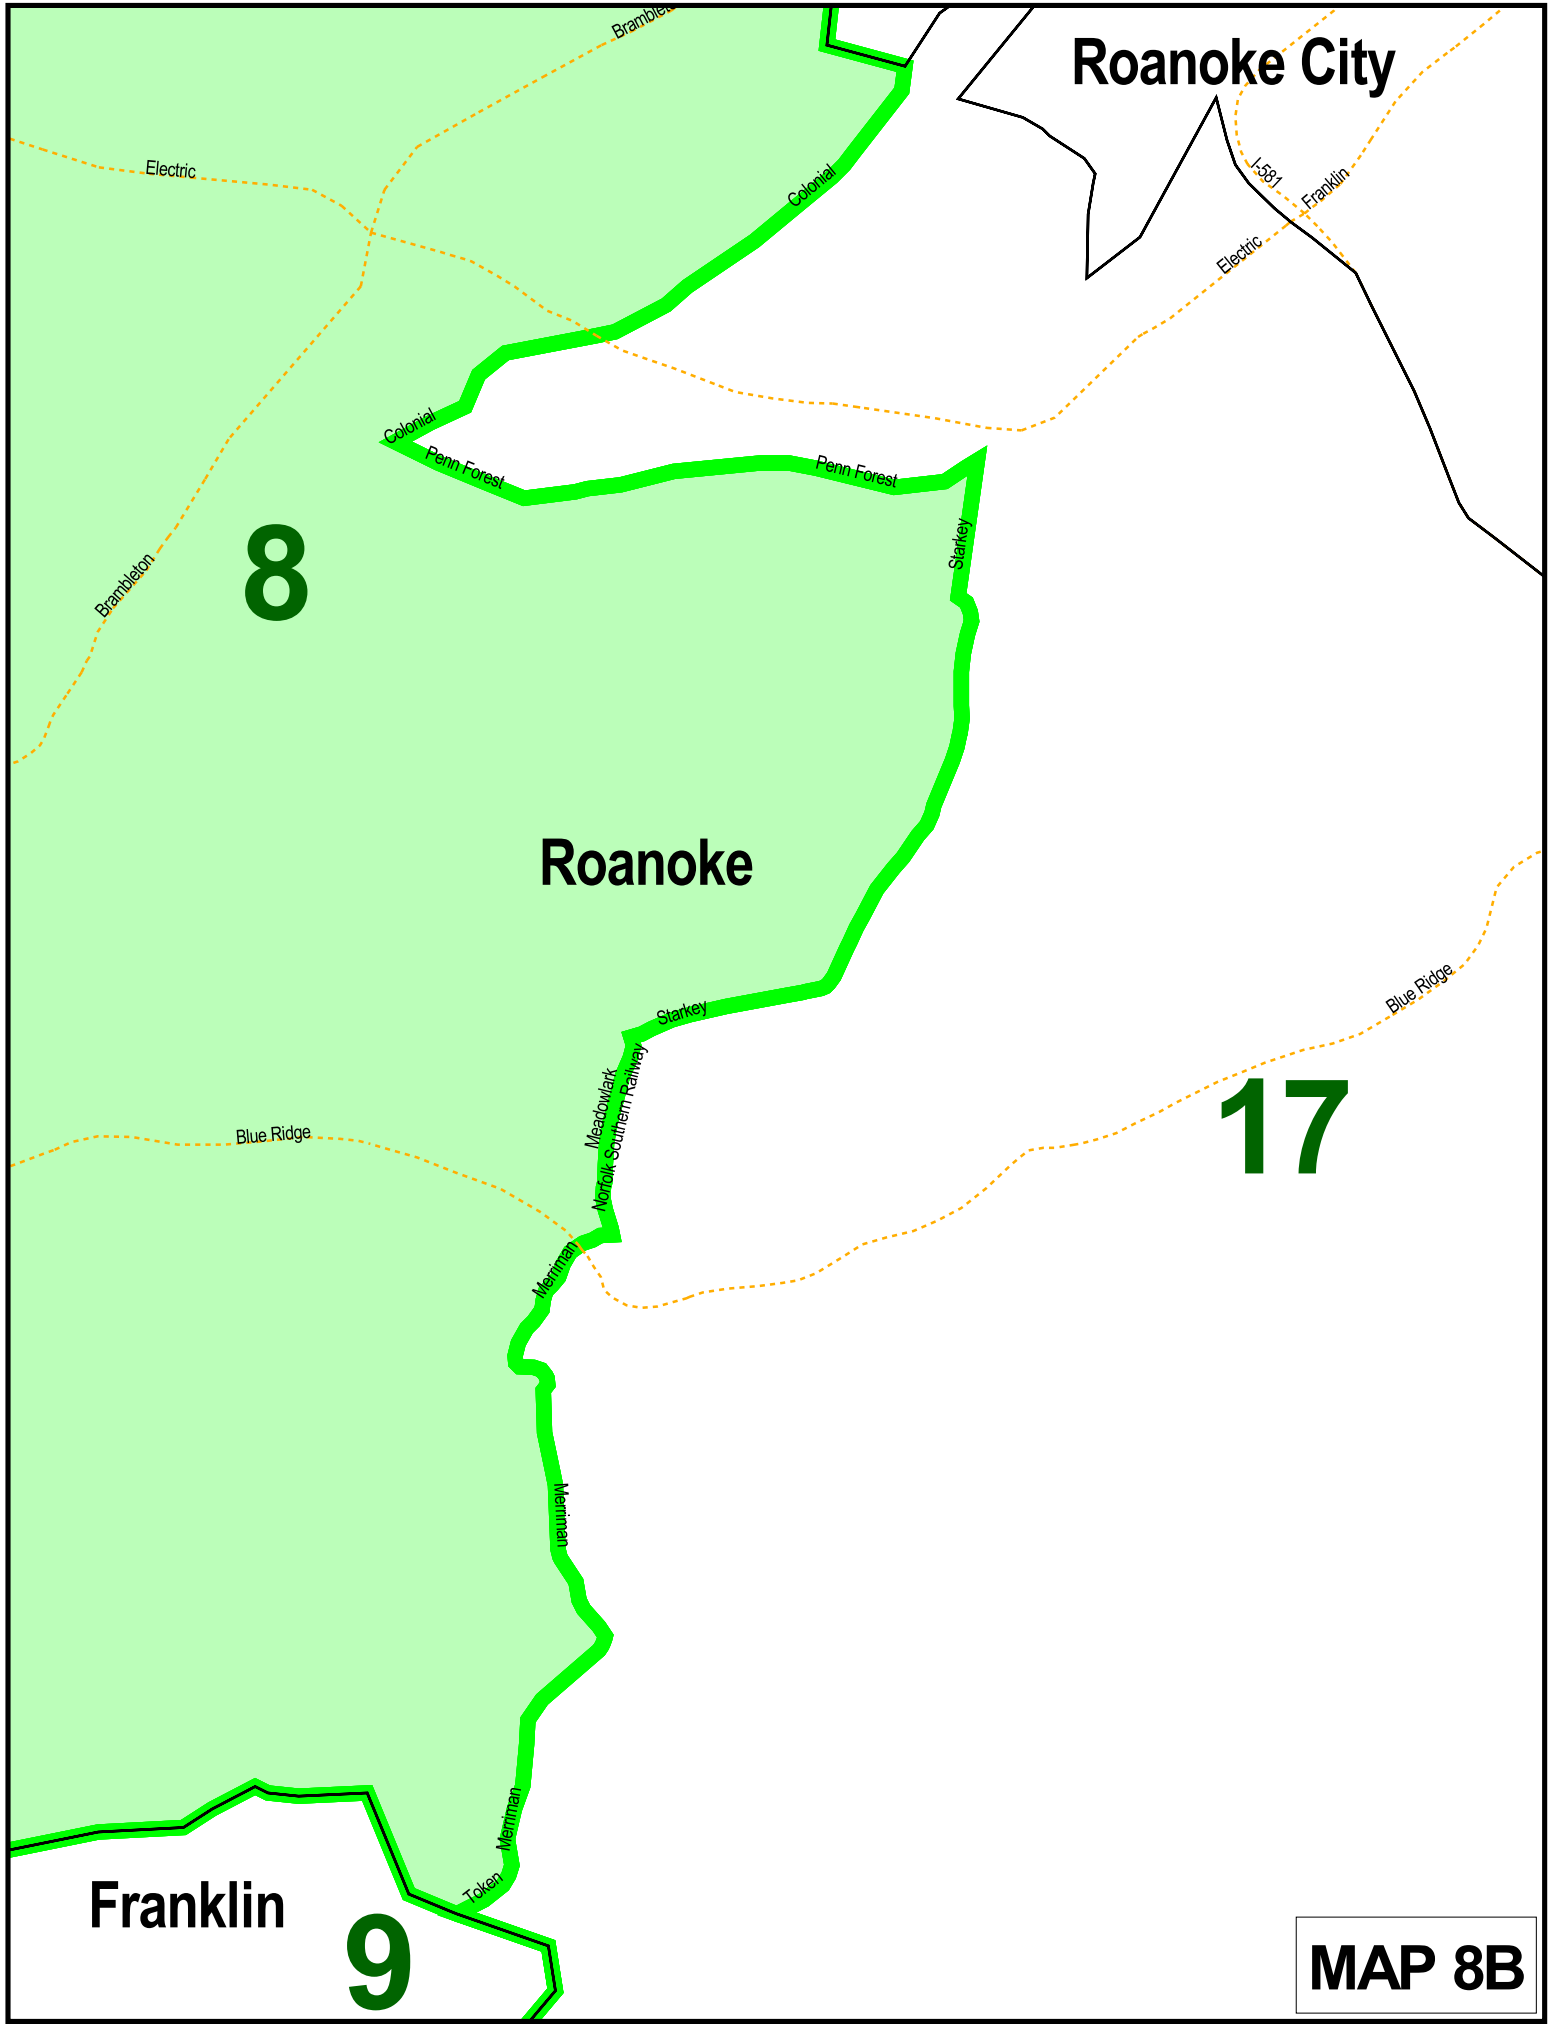 Brambleton
Roanoke City
Electric
Colonial
I-581
Franklin
Electric
Colonial
Penn Forest
Penn Forest
Starkey
Brambleton
8
Roanoke
Blue Ridge
Starkey
Meadowlark
Norfolk Southern Railway
17
Blue Ridge
Merriman
Merriman
Merriman
Token
Franklin
9
MAP 8B